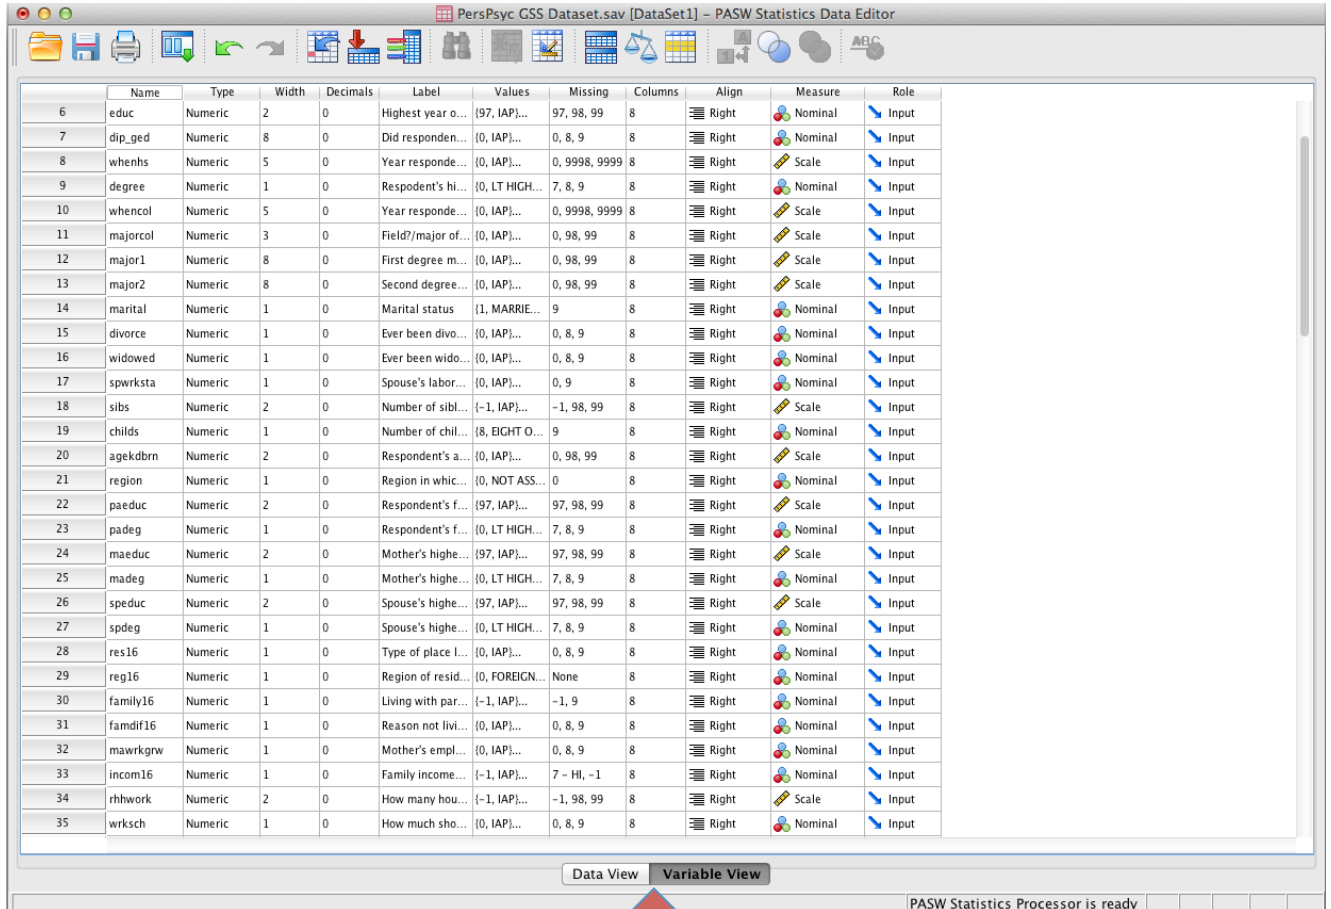 PersPsyc GSS Dataset.sav [DataSet1] – PASW Statistics Data Editor
A
1 4
ABC
Name Type Width Decimals Label Values Missing Columns Align Measure Role
6 educ Numeric 2 0 Highest year o... {97, IAP}... 97, 98, 99 8 Right Nominal Input
7 dip_ged Numeric 8 0 Did responden... {0, IAP}... 0, 8, 9 8 Right Nominal Input
8 whenhs Numeric 5 0 Year responde... {0, IAP}... 0, 9998, 9999 8 Right Scale Input
9 degree Numeric 1 0 Respodent's hi... {0, LT HIGH... 7, 8, 9 8 Right Nominal Input
10 whencol Numeric 5 0 Year responde... {0, IAP}... 0, 9998, 9999 8 Right Scale Input
11 majorcol Numeric 3 0 Field?/major of... {0, IAP}... 0, 98, 99 8 Right Scale Input
12 major1 Numeric 8 0 First degree m... {0, IAP}... 0, 98, 99 8 Right Scale Input
13 major2 Numeric 8 0 Second degree... {0, IAP}... 0, 98, 99 8 Right Scale Input
14 marital Numeric 1 0 Marital status {1, MARRIE... 9 8 Right Nominal Input
15 divorce Numeric 1 0 Ever been divo... {0, IAP}... 0, 8, 9 8 Right Nominal Input
16 widowed Numeric 1 0 Ever been wido... {0, IAP}... 0, 8, 9 8 Right Nominal Input
17 spwrksta Numeric 1 0 Spouse's labor... {0, IAP}... 0, 9 8 Right Nominal Input
18 sibs Numeric 2 0 Number of sibl... {–1, IAP}... –1, 98, 99 8 Right Scale Input
19 childs Numeric 1 0 Number of chil... {8, EIGHT O... 9 8 Right Nominal Input
20 agekdbrn Numeric 2 0 Respondent's a... {0, IAP}... 0, 98, 99 8 Right Scale Input
21 region Numeric 1 0 Region in whic... {0, NOT ASS... 0 8 Right Nominal Input
22 paeduc Numeric 2 0 Respondent's f... {97, IAP}... 97, 98, 99 8 Right Scale Input
23 padeg Numeric 1 0 Respondent's f... {0, LT HIGH... 7, 8, 9 8 Right Nominal Input
24 maeduc Numeric 2 0 Mother's highe... {97, IAP}... 97, 98, 99 8 Right Scale Input
25 madeg Numeric 1 0 Mother's highe... {0, LT HIGH... 7, 8, 9 8 Right Nominal Input
26 speduc Numeric 2 0 Spouse's highe... {97, IAP}... 97, 98, 99 8 Right Scale Input
27 spdeg Numeric 1 0 Spouse's highe... {0, LT HIGH... 7, 8, 9 8 Right Nominal Input
28 res16 Numeric 1 0 Type of place l... {0, IAP}... 0, 8, 9 8 Right Nominal Input
29 reg16 Numeric 1 0 Region of resid... {0, FOREIGN... None 8 Right Nominal Input
30 family16 Numeric 1 0 Living with par... {–1, IAP}... –1, 9 8 Right Nominal Input
31 famdif16 Numeric 1 0 Reason not livi... {0, IAP}... 0, 8, 9 8 Right Nominal Input
32 mawrkgrw Numeric 1 0 Mother's empl... {0, IAP}... 0, 8, 9 8 Right Nominal Input
33 incom16 Numeric 1 0 Family income... {–1, IAP}... 7 – HI, –1 8 Right Nominal Input
34 rhhwork Numeric 2 0 How many hou... {–1, IAP}... –1, 98, 99 8 Right Scale Input
35 wrksch Numeric 1 0 How much sho... {0, IAP}... 0, 8, 9 8 Right Nominal Input
Data View Variable View
PASW Statistics Processor is ready